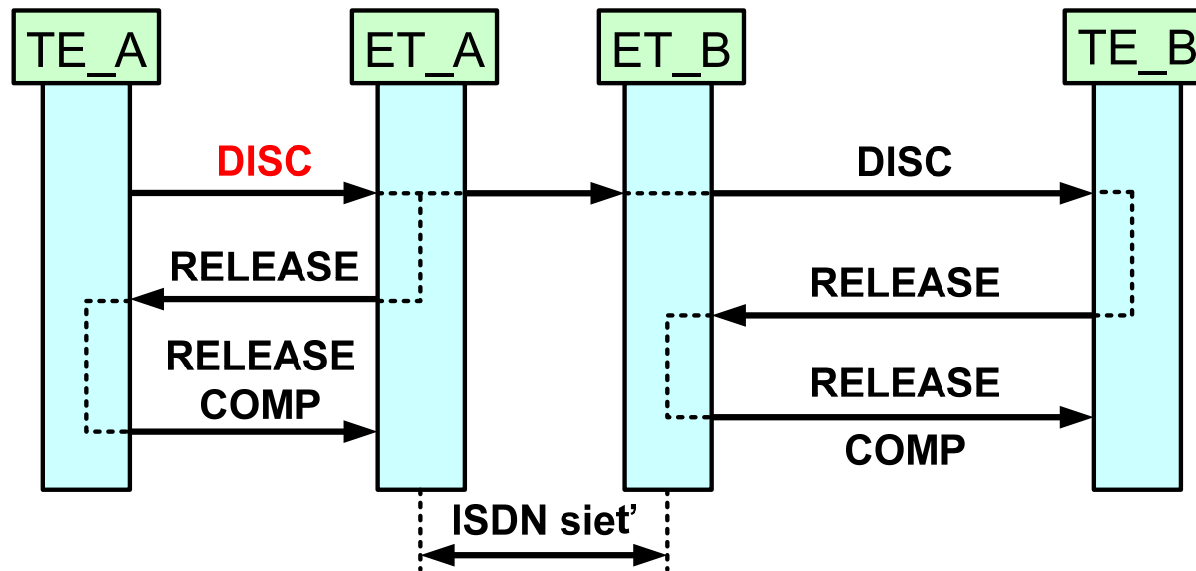 TE_A
ET_A
ET_B
TE_B
DISC
DISC
RELEASE
RELEASE
RELEASE
COMP
RELEASE
COMP
ISDN siet’